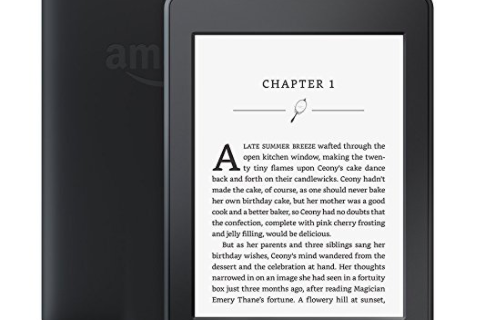 am
CHAPTER 1
A LATE SUMMER BREEZE wafted through the
open kitchen window, making the twen-
ty tiny flames upon Ceony's cake dance
back and forth on their candlewicks. Ceony hadn't
made the cake, of course, as one should never bake
her own birthday cake, but her mother was a good
cook and a better baker, so Ceony had no doubts that
the confection, complete with pink cherry frosting
and jelly filling, would be delicious.
But as her parents and three siblings sang her
birthday wishes, Ceony's mind wandered from the
dessert and the celebration at hand. Her thoughts
narrowed in on an image she had seen in a fortuity
box just three months ago, after reading Magician
Emery Thane's fortune. A flowery hill at sunset,